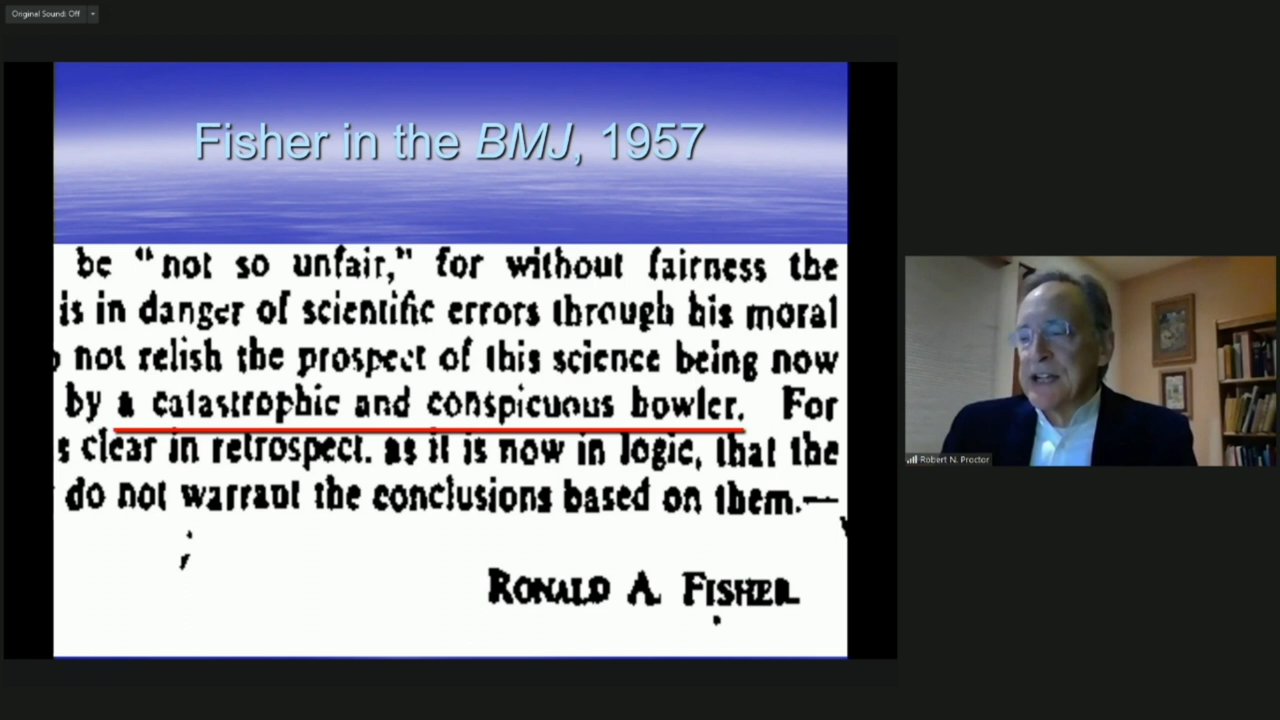 Original Sound: Off
Fisher in the BMJ, 1957
be “not so unfair,” for without fairness the
is in danger of scientific errors through his moral
not relish the prospect of this science being now
by a catastrophic and conspicuous bowler. For
s clear in retrospect, as it is now in logic, that the
do not warrant the conclusions based on them.—
RONALD A. FISHER.
Robert N. Proctor